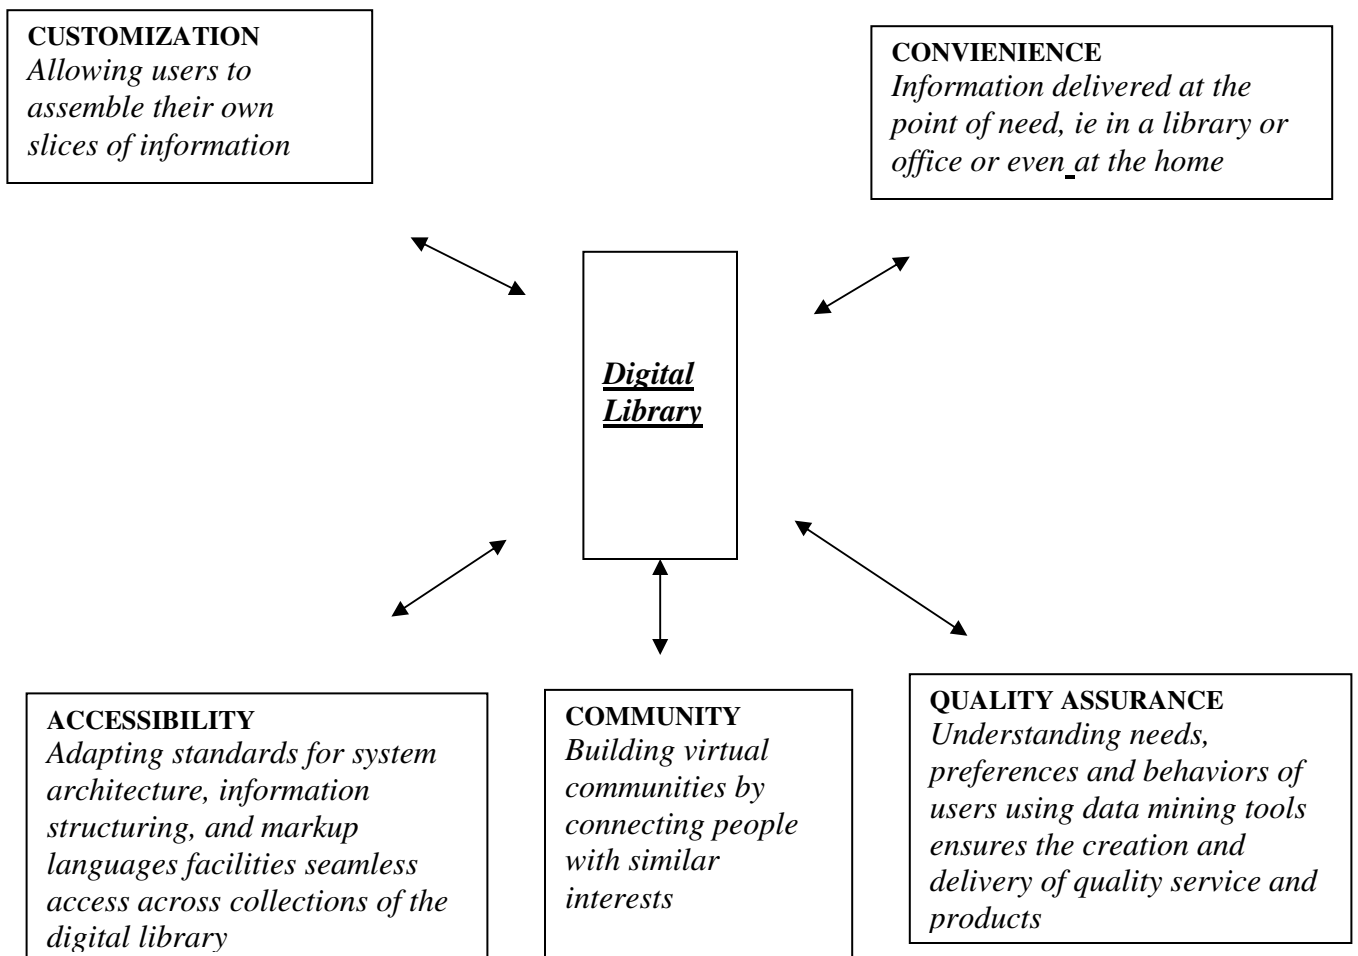 CUSTOMIZATION
Allowing users to
assemble their own
slices of information
CONVIENIENCE
Information delivered at the
point of need, ie in a library or
office or even at the home
Digital
Library
ACCESSIBILITY
Adapting standards for system
architecture, information
structuring, and markup
languages facilities seamless
access across collections of the
digital library
COMMUNITY
Building virtual
communities by
connecting people
with similar
interests
QUALITY ASSURANCE
Understanding needs,
preferences and behaviors of
users using data mining tools
ensures the creation and
delivery of quality service and
products